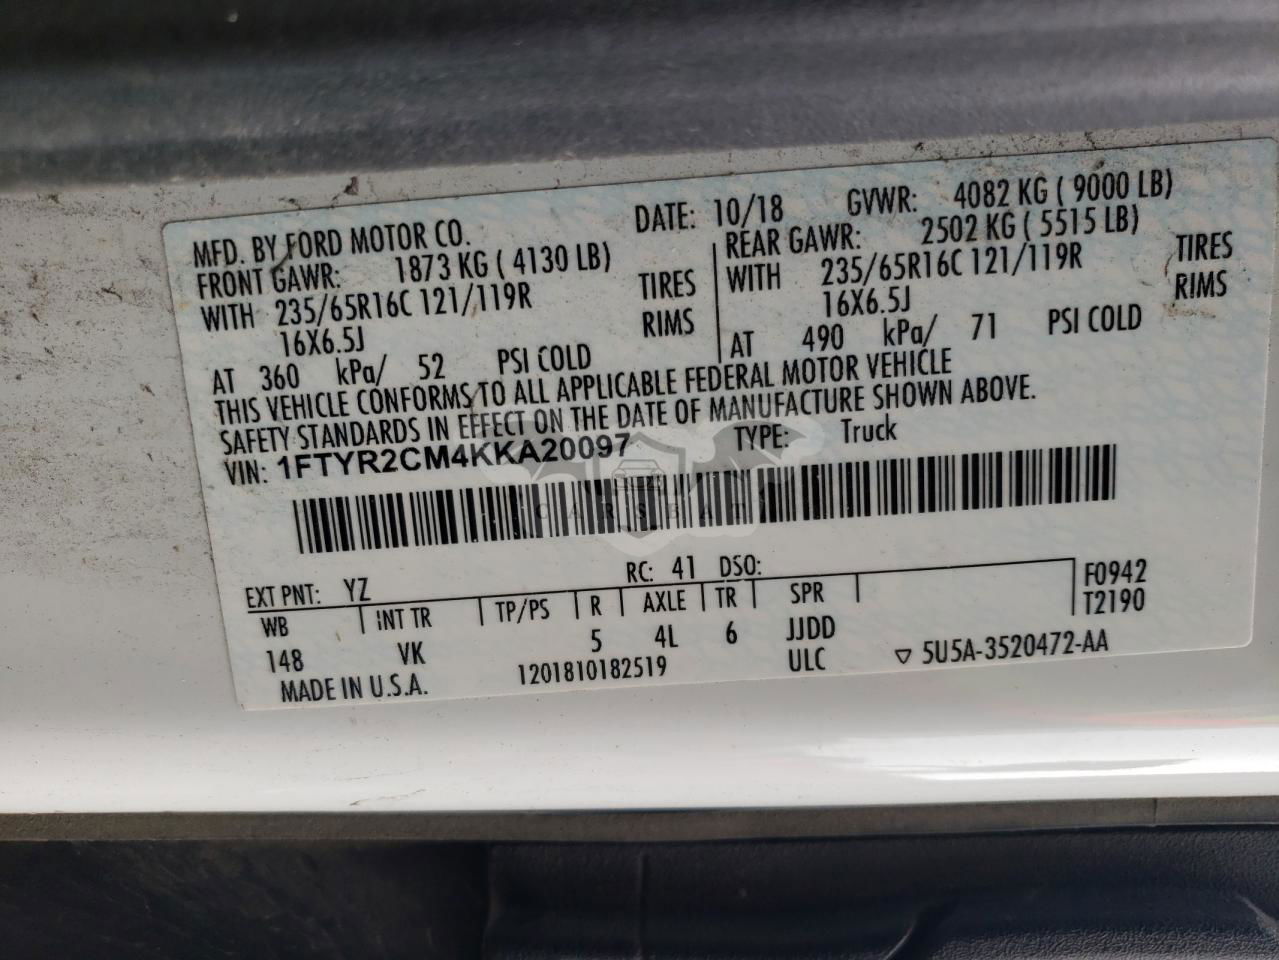 MFD. BY FORD MOTOR CO. DATE: 10/18 GVWR: 4082 KG ( 9000 LB)
FRONT GAWR: 1873 KG ( 4130 LB)
WITH 235/65R16C 121/119R TIRES
16X6.5J RIMS
AT 360 kPa/ 52 PSI COLD
REAR GAWR: 2502 KG ( 5515 LB)
WITH 235/65R16C 121/119R TIRES
16X6.5J RIMS
AT 490 kPa/ 71 PSI COLD
THIS VEHICLE CONFORMS TO ALL APPLICABLE FEDERAL MOTOR VEHICLE
SAFETY STANDARDS IN EFFECT ON THE DATE OF MANUFACTURE SHOWN ABOVE.
VIN: 1FTYR2CM4KKA20097 TYPE: Truck
CARSBAT
EXT PNT: YZ RC: 41 DSO:
WB INT TR TP/PS R AXLE TR SPR F0942
T2190
148 VK 5 4L 6 JJDD
MADE IN U.S.A. 1201810182519 ULC ▽ 5U5A-3520472-AA